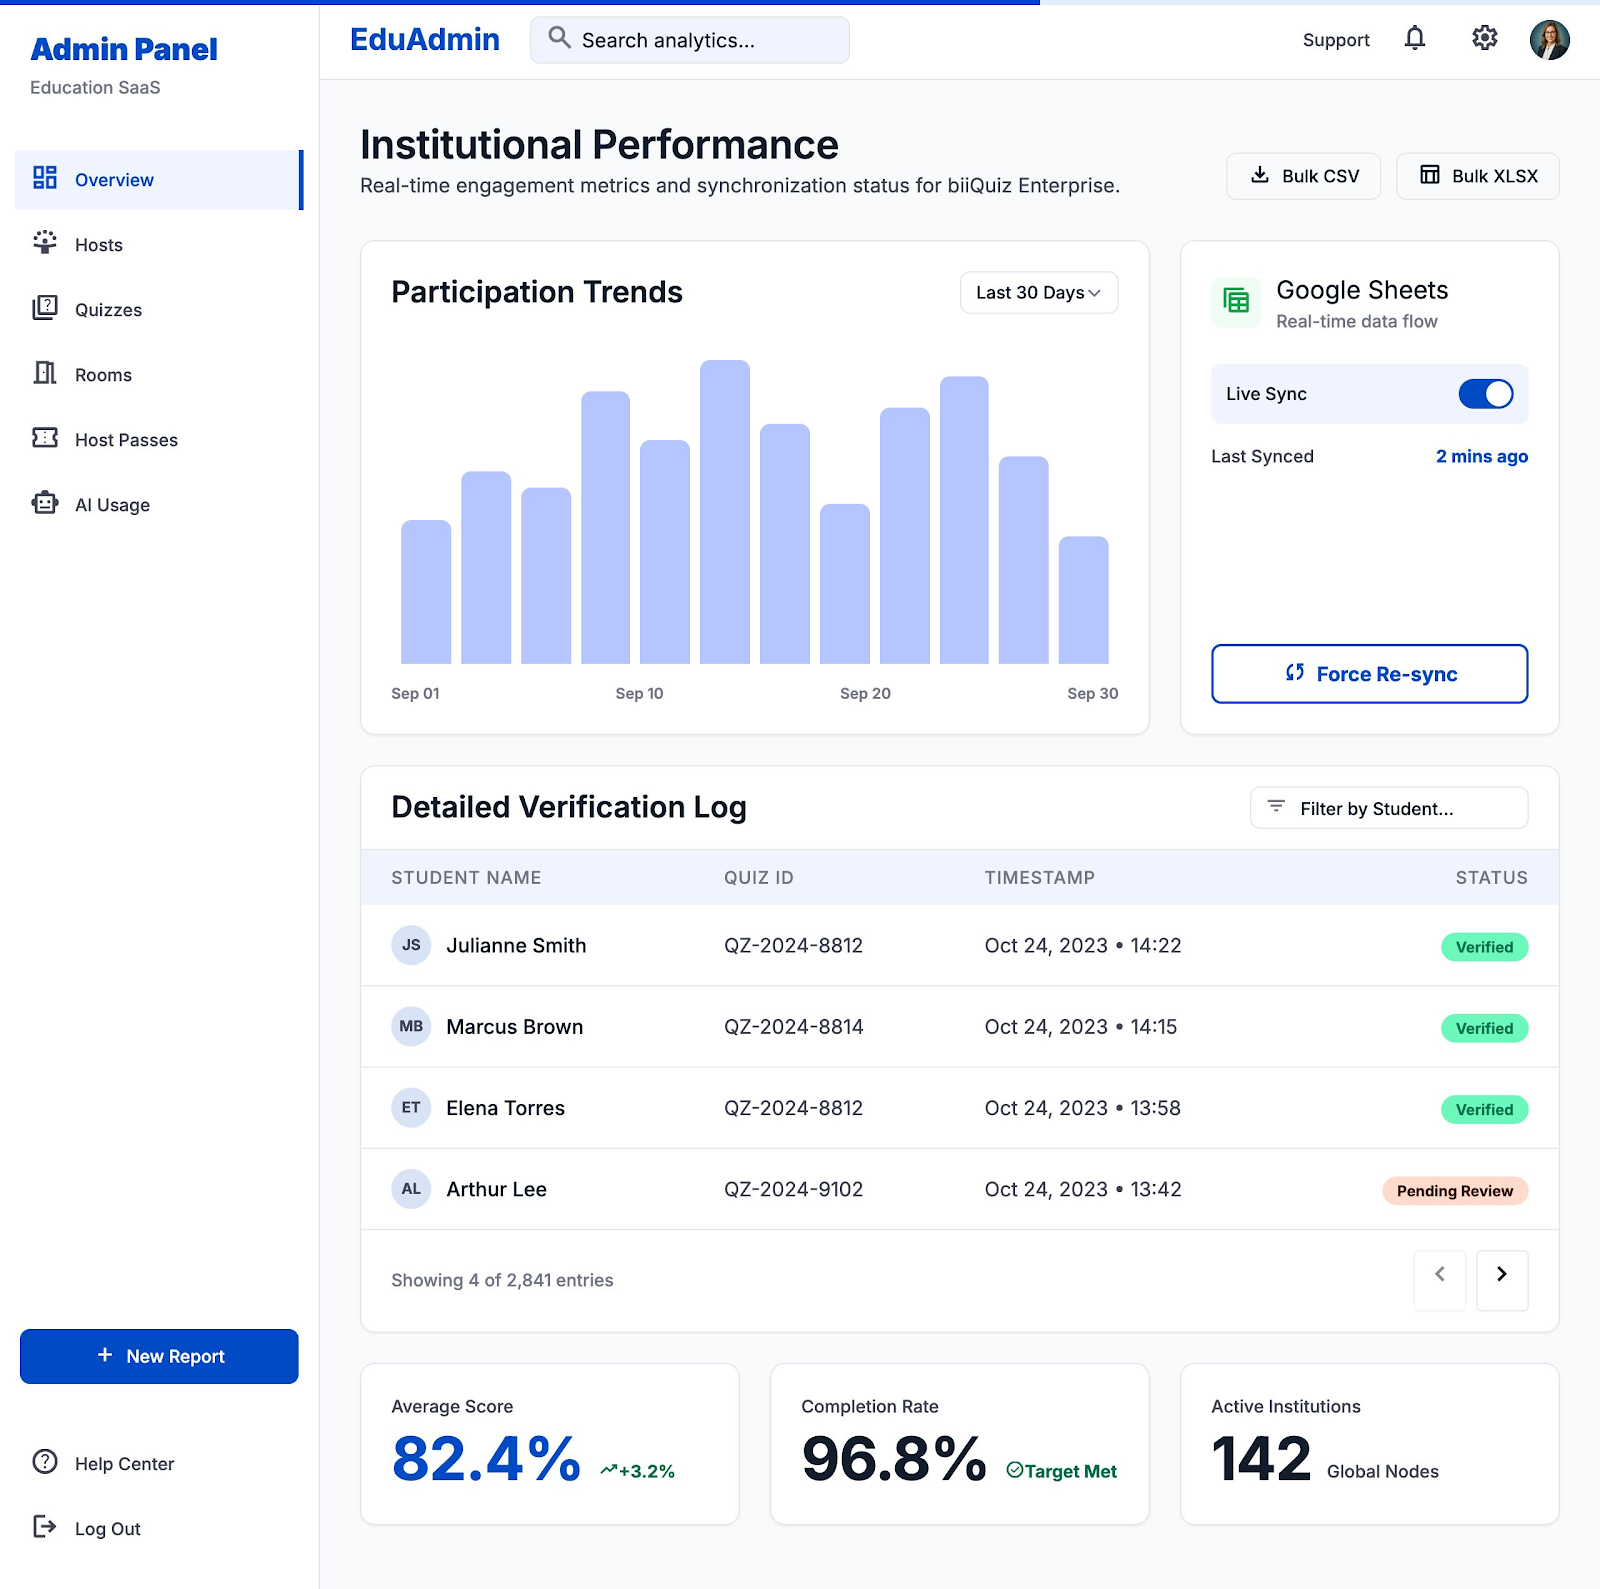 Admin Panel
Education SaaS
Overview
Hosts
Quizzes
Rooms
Host Passes
AI Usage
New Report
Help Center
Log Out
EduAdmin
Search analytics...
Support
Institutional Performance
Real-time engagement metrics and synchronization status for biiQuiz Enterprise.
Bulk CSV
Bulk XLSX
Participation Trends
Last 30 Days
Sep 01
Sep 10
Sep 20
Sep 30
Google Sheets
Real-time data flow
Live Sync
Last Synced
2 mins ago
Force Re-sync
Detailed Verification Log
Filter by Student...
STUDENT NAME QUIZ ID TIMESTAMP STATUS
JS Julianne Smith QZ-2024-8812 Oct 24, 2023 • 14:22 Verified
MB Marcus Brown QZ-2024-8814 Oct 24, 2023 • 14:15 Verified
ET Elena Torres QZ-2024-8812 Oct 24, 2023 • 13:58 Verified
AL Arthur Lee QZ-2024-9102 Oct 24, 2023 • 13:42 Pending Review
Showing 4 of 2,841 entries
Average Score
82.4% +3.2%
Completion Rate
96.8% Target Met
Active Institutions
142 Global Nodes